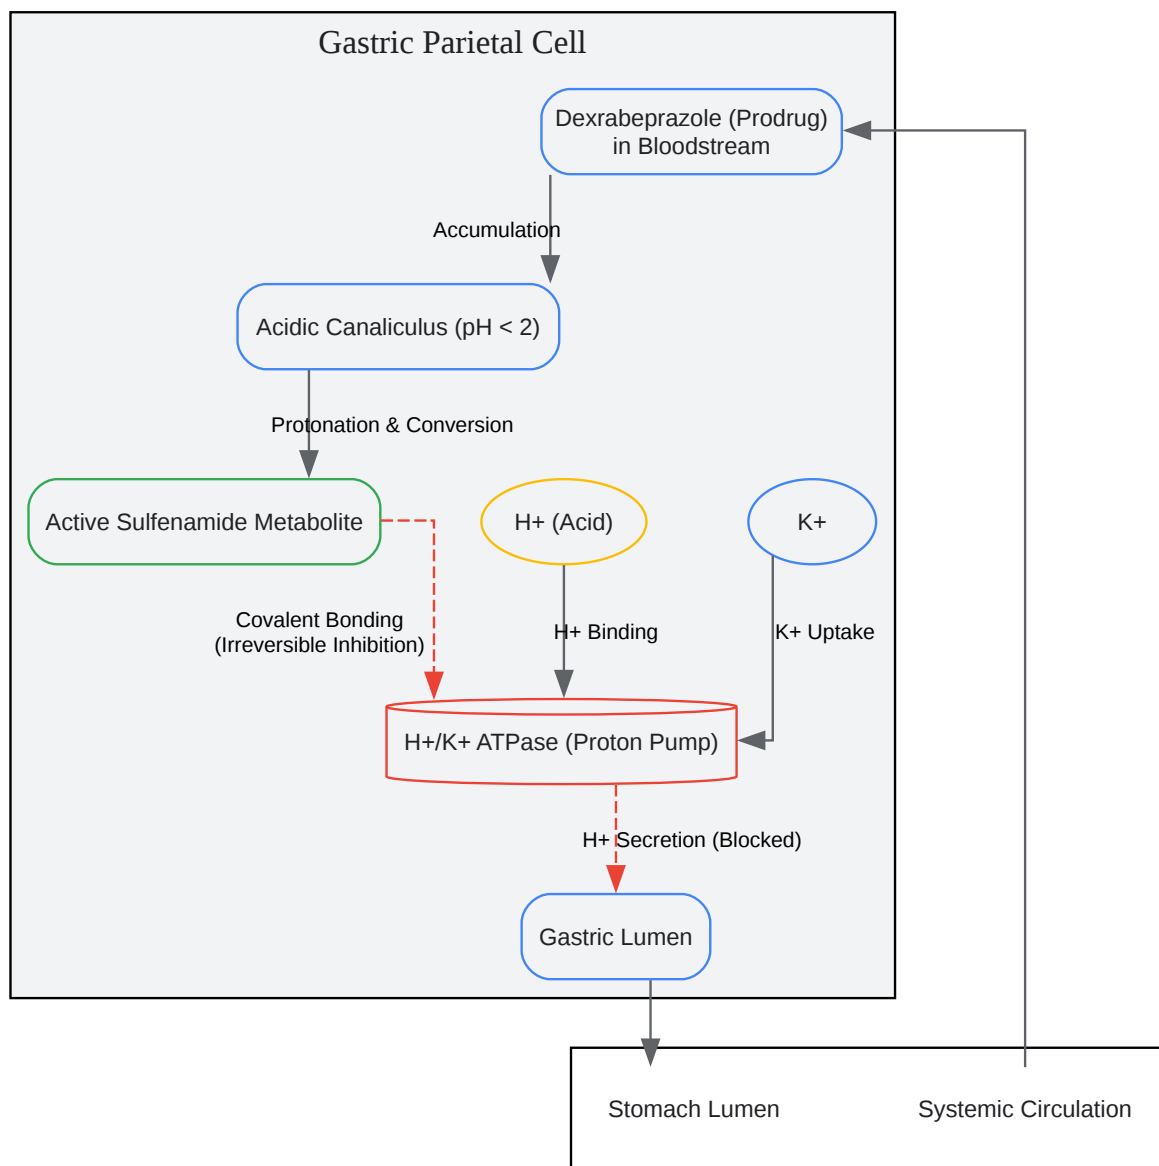 Gastric Parietal Cell
Dexrabeprazole (Prodrug)
in Bloodstream
Accumulation
Acidic Canaliculus (pH < 2)
Protonation & Conversion
Active Sulfenamide Metabolite
H+ (Acid)
K+
Covalent Bonding
(Irreversible Inhibition)
H+ Binding
K+ Uptake
H+/K+ ATPase (Proton Pump)
H+ Secretion (Blocked)
Gastric Lumen
Stomach Lumen
Systemic Circulation